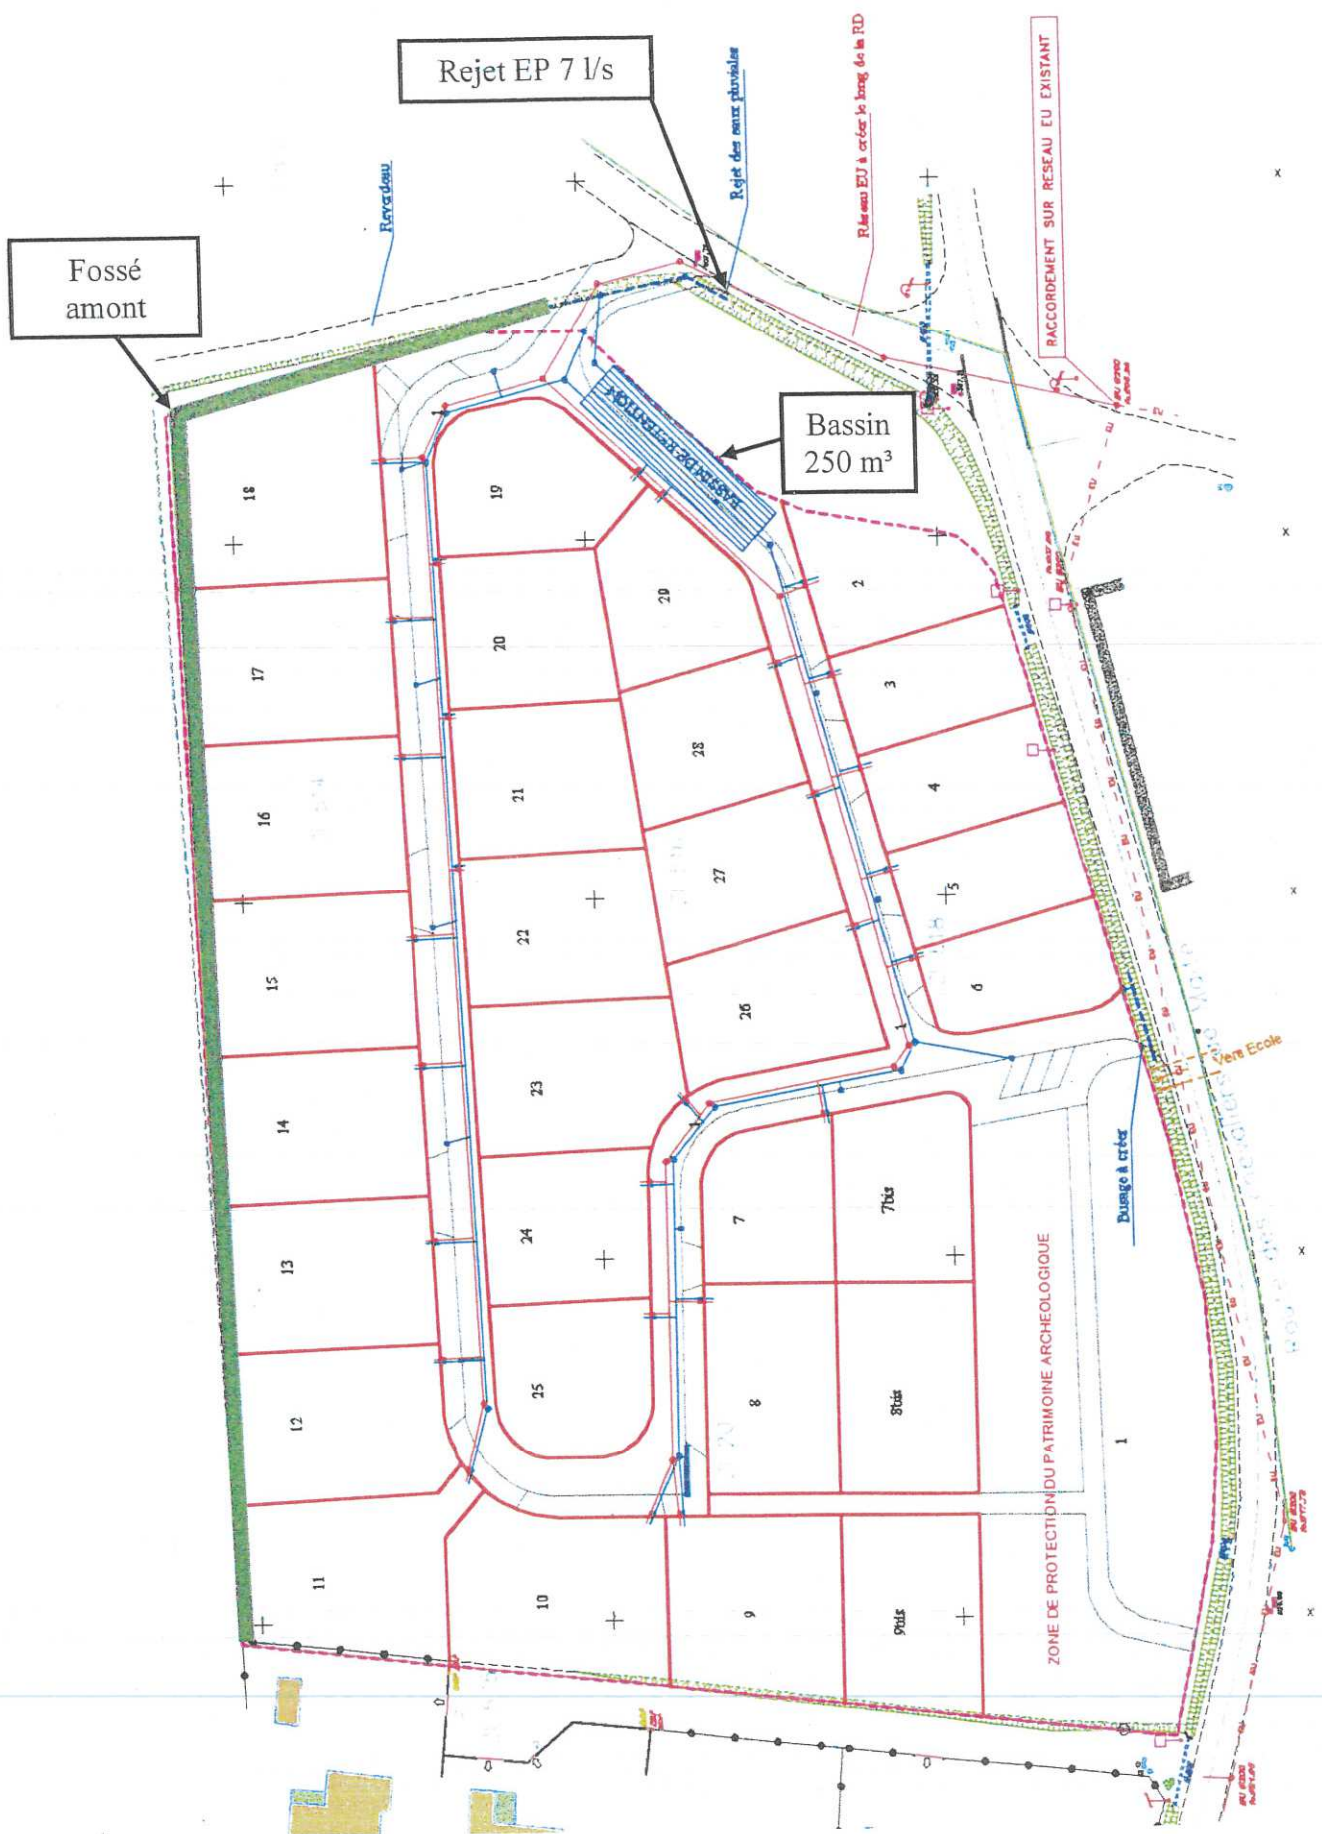 Rejet EP 7 l/s
Fossé
amont
Bassin
250 m³
Rejet des eaux pluviales
Réseau EU à créer le long de la RD
RACCORDEMENT SUR RESEAU EU EXISTANT
BASSIN DE RETENTION
18
19
17
20
29
2
3
16
21
28
4
15
22
27
5
14
23
26
6
Vers Ecole
13
24
7
7bis
Busage à créer
12
25
8
8bis
ZONE DE PROTECTION DU PATRIMOINE ARCHEOLOGIQUE
1
11
10
9
9bis